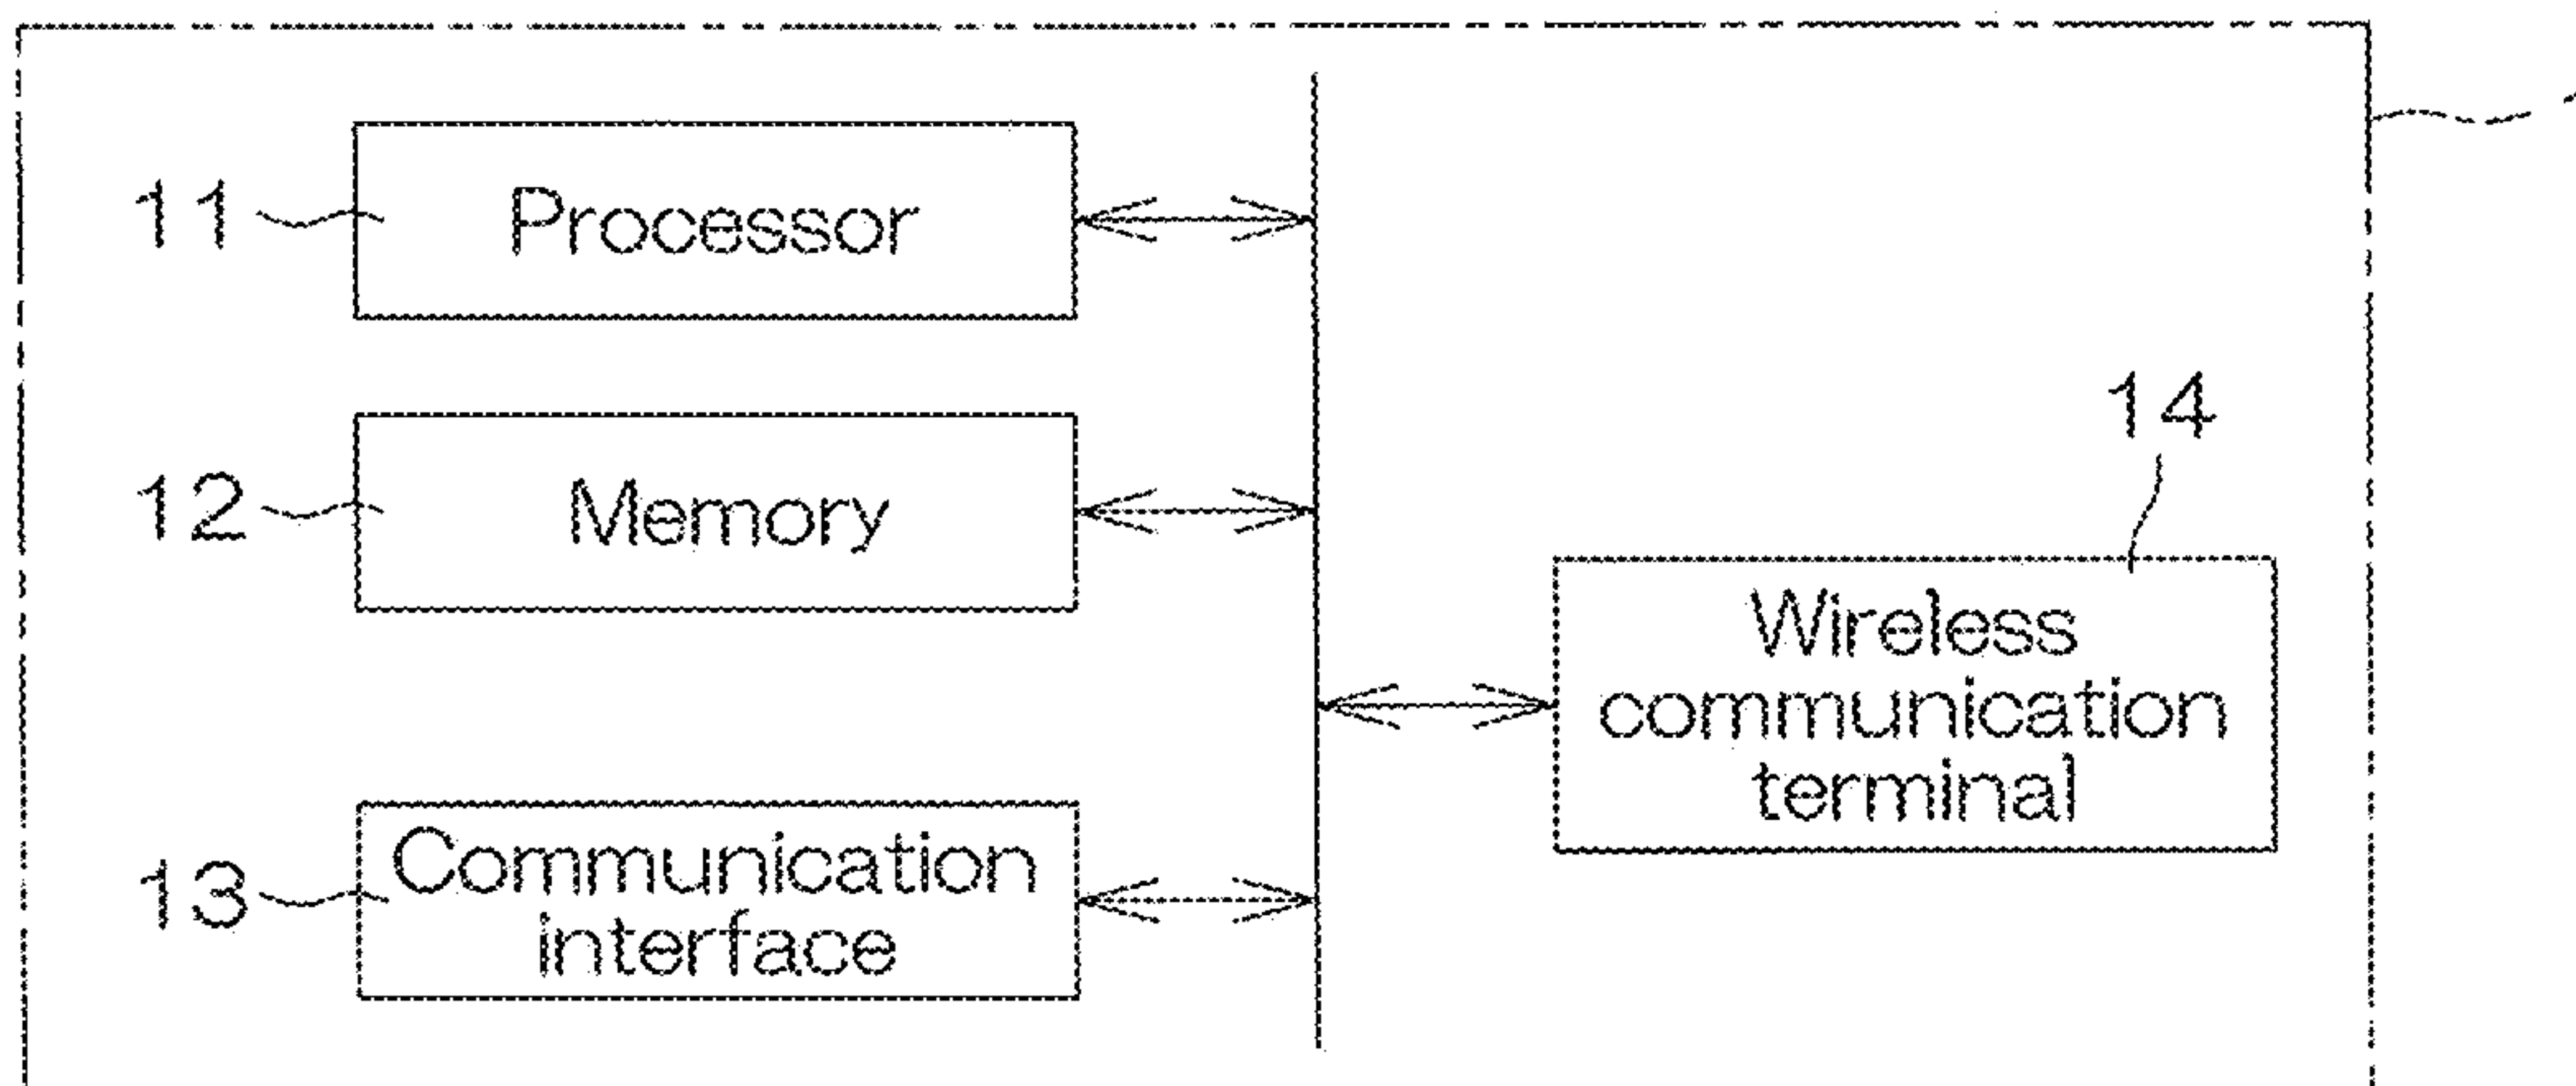 11
Processor
12
Memory
14
Wireless
communication
terminal
13
Communication
interface